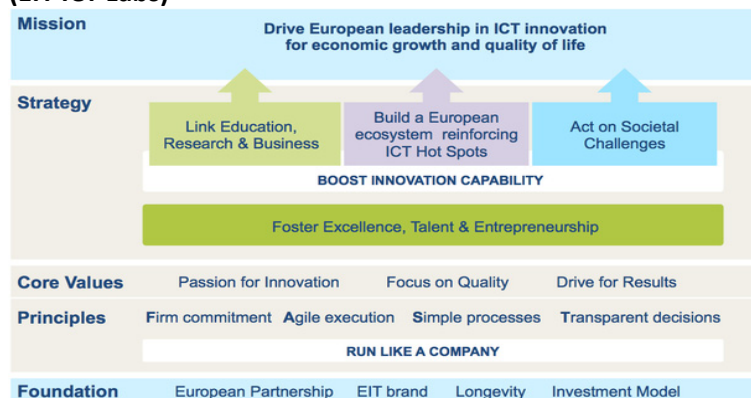 (EIT ICT Labs)
Mission
Drive European leadership in ICT innovation
for economic growth and quality of life
Strategy
Link Education,
Research & Business
Build a European
ecosystem reinforcing
ICT Hot Spots
Act on Societal
Challenges
BOOST INNOVATION CAPABILITY
Foster Excellence, Talent & Entrepreneurship
Core Values Passion for Innovation Focus on Quality Drive for Results
Principles Firm commitment Agile execution Simple processes Transparent decisions
RUN LIKE A COMPANY
Foundation European Partnership EIT brand Longevity Investment Model